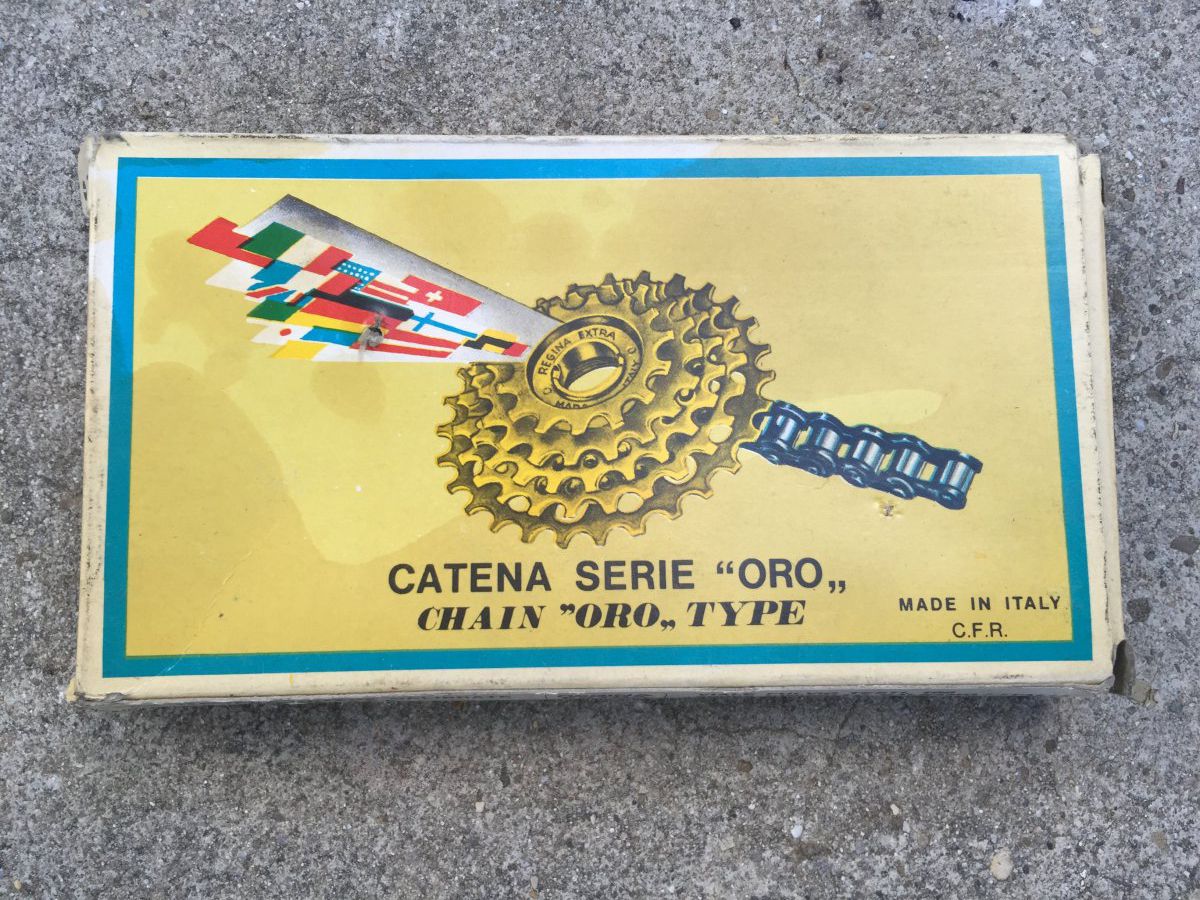 REGINA EXTRA
CATENA SERIE “ORO„
CHAIN ”ORO„ TYPE
MADE IN ITALY
C.F.R.